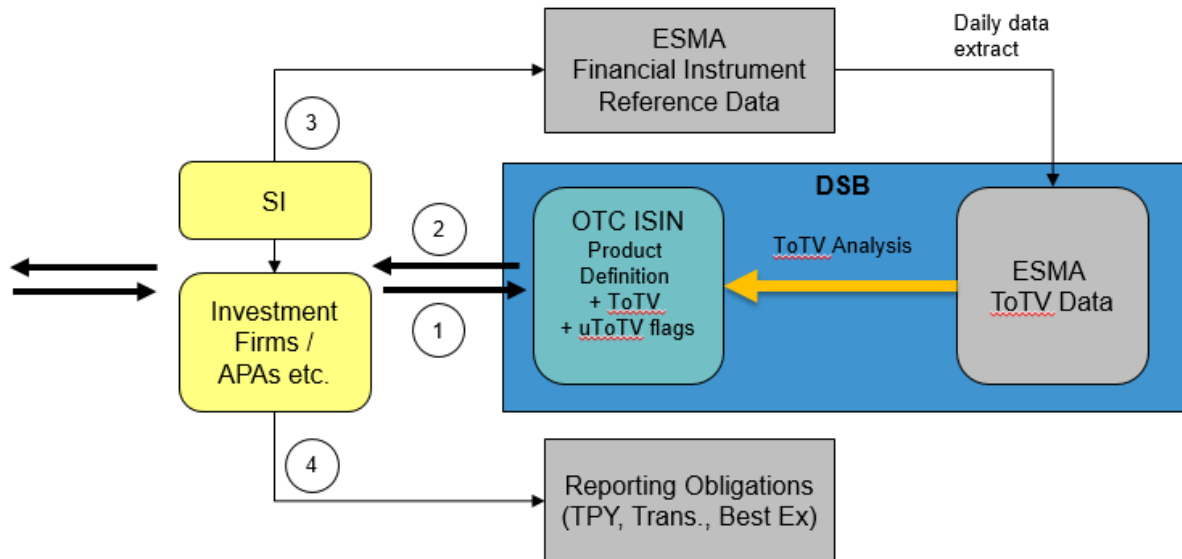 ESMA
Financial Instrument
Reference Data
Daily data
extract
3
SI
DSB
2
OTC ISIN
Product
Definition
+ ToTV
+ uToTV flags
ToTV Analysis
ESMA
ToTV Data
Investment
Firms /
APAs etc.
1
4
Reporting Obligations
(TPY, Trans., Best Ex)